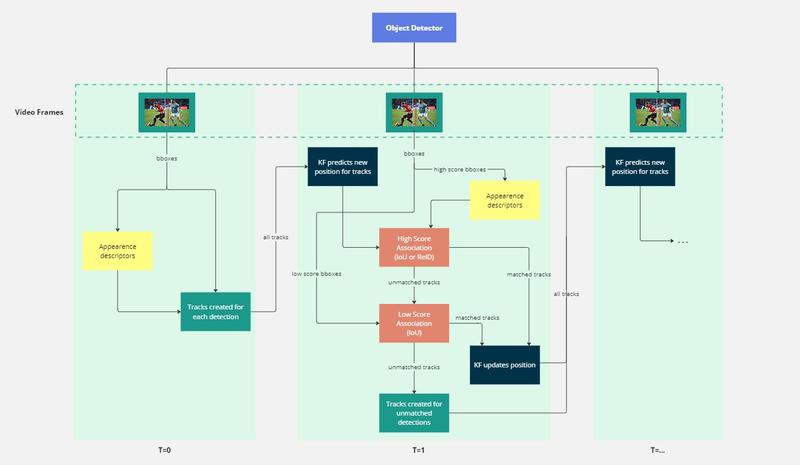 Object Detector
Video Frames
bboxes
Appearence
descriptors
Tracks created for
each detection
all tracks
KF predicts new
position for tracks
bboxes
high score bboxes
Appearence
descriptors
High Score
Association
(IoU or ReID)
low score bboxes
unmatched tracks
matched tracks
Low Score
Association
(IoU)
matched tracks
KF updates position
unmatched tracks
Tracks created for
unmatched
detections
all tracks
KF predicts new
position for tracks
...
T=0
T=1
T=...